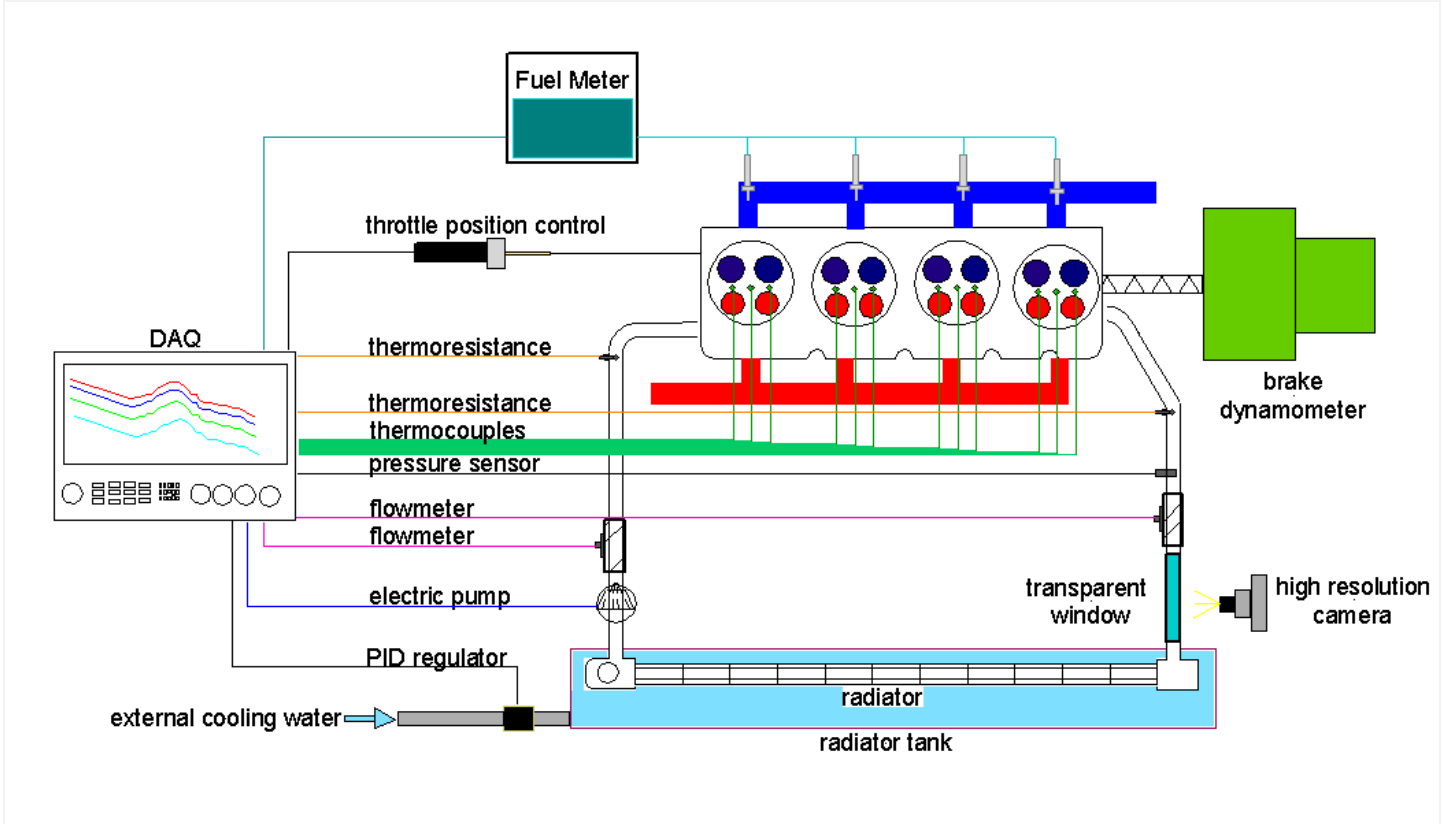 Fuel Meter
throttle position control
DAQ
thermoresistance
thermoresistance
thermocouples
pressure sensor
flowmeter
flowmeter
electric pump
PID regulator
external cooling water
radiator
radiator tank
transparent
window
high resolution
camera
brake
dynamometer